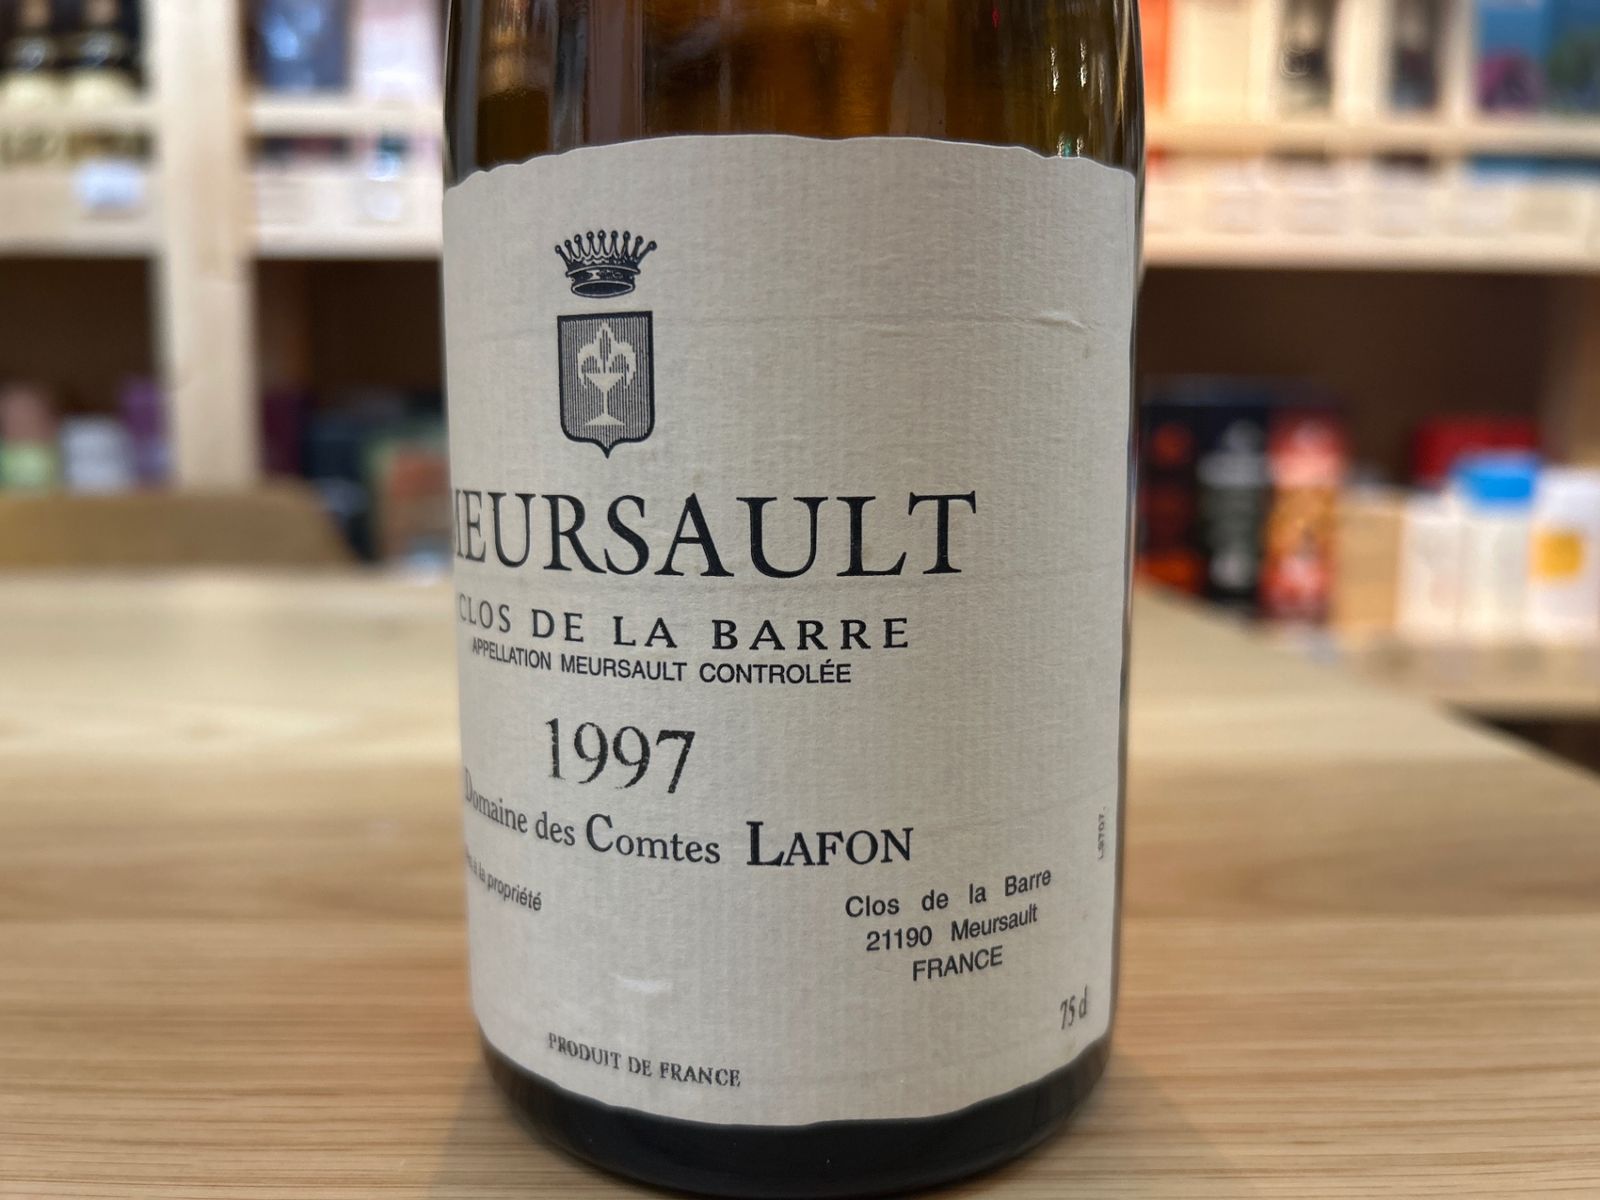 MEURSAULT
CLOS DE LA BARRE
APPELLATION MEURSAULT CONTROLÉE
1997
Domaine des Comtes LAFON
à la propriété
Clos de la Barre
21190 Meursault
FRANCE
75 cl
PRODUIT DE FRANCE